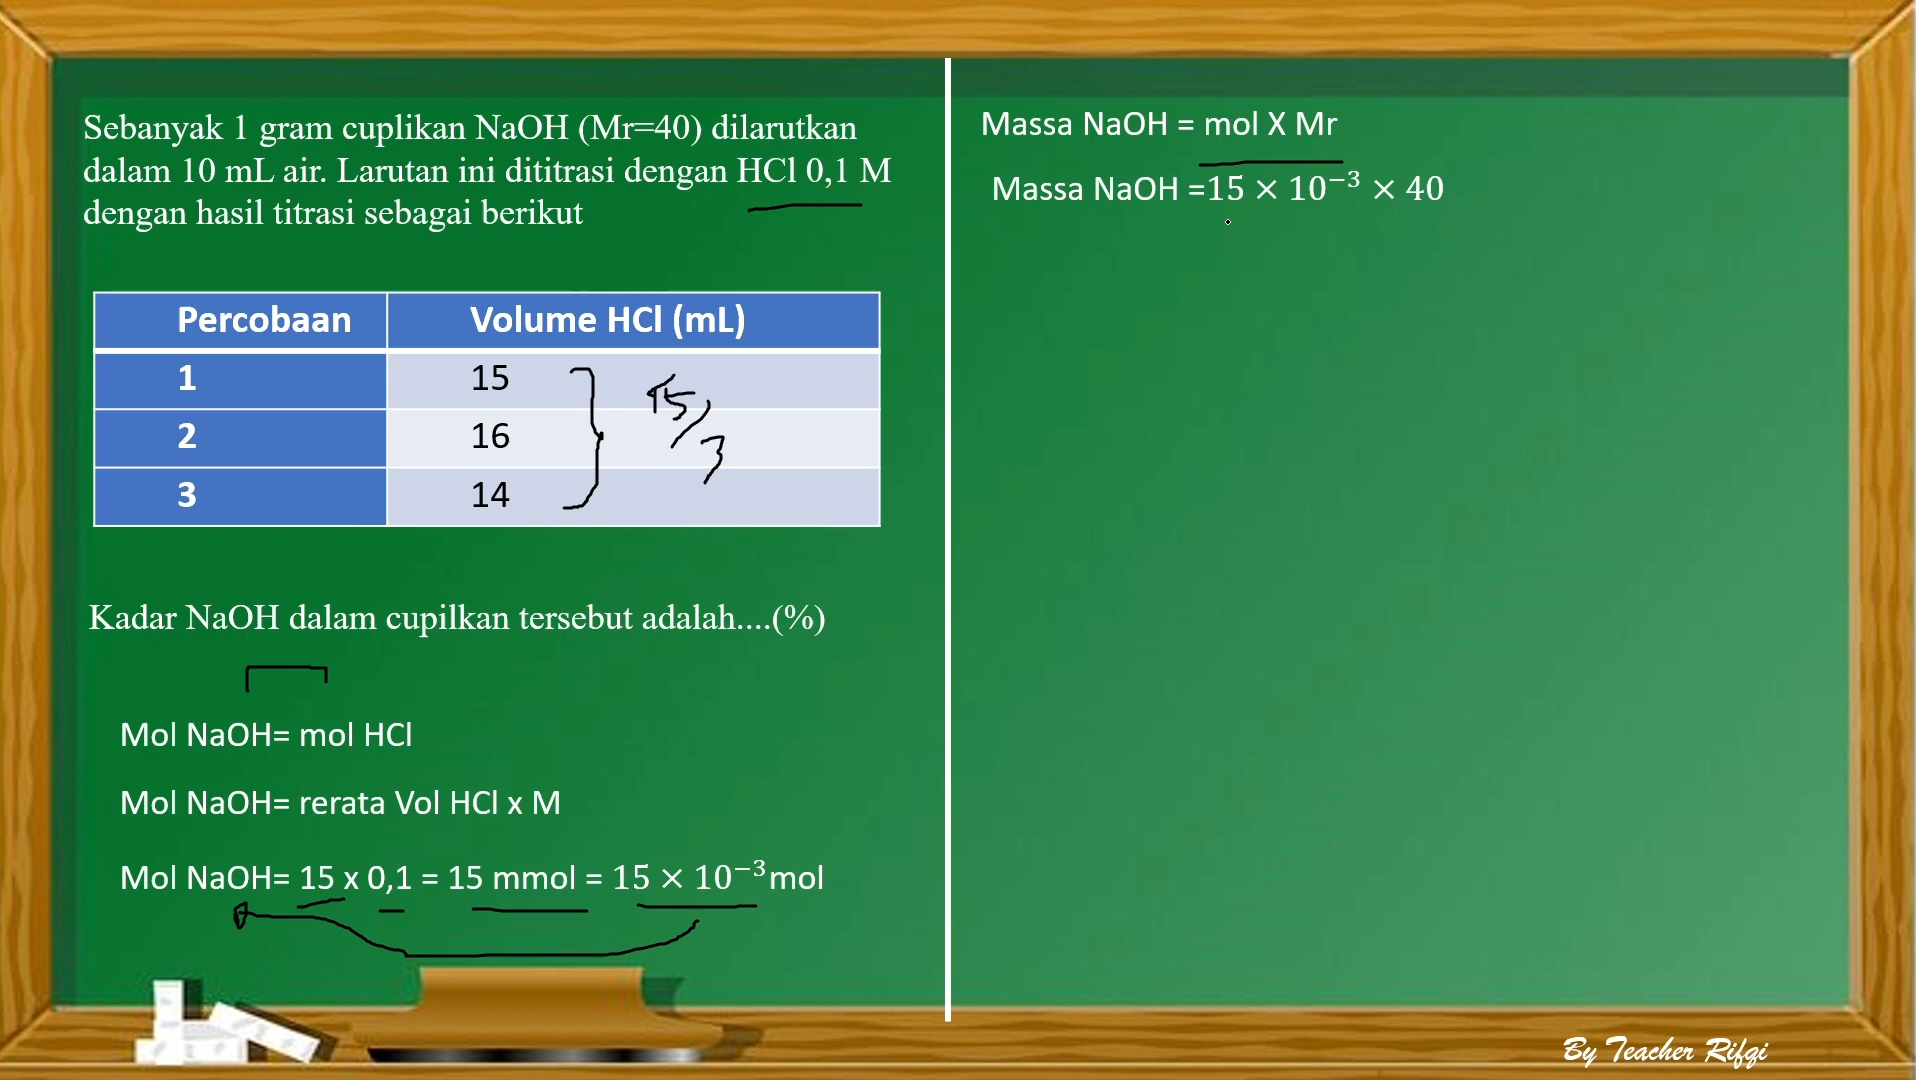 Sebanyak 1 gram cuplikan NaOH (Mr=40) dilarutkan
dalam 10 mL air. Larutan ini dititrasi dengan HCl 0,1 M
dengan hasil titrasi sebagai berikut
Percobaan Volume HCl (mL)
1 15
2 16
3 14
45/3
Kadar NaOH dalam cupilkan tersebut adalah....(%)
Mol NaOH= mol HCl
Mol NaOH= rerata Vol HCl x M
Mol NaOH= 15 x 0,1 = 15 mmol = 15 × 10⁻³ mol
Massa NaOH = mol X Mr
Massa NaOH =15 × 10⁻³ × 40
By Teacher Rifqi